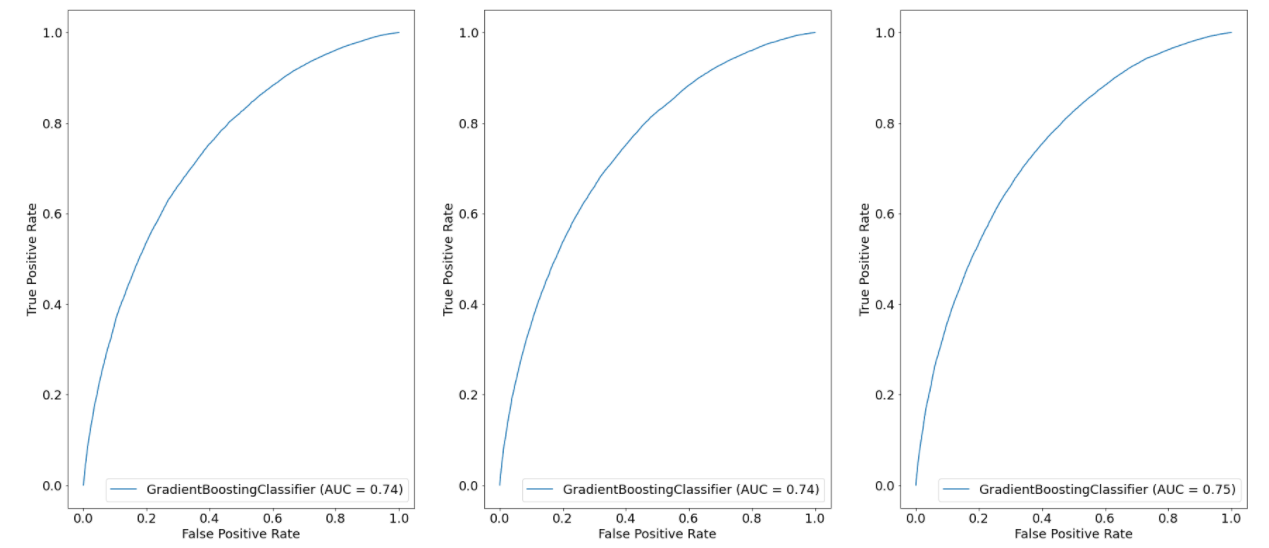 1.0
0.8
0.6
0.4
0.2
0.0
True Positive Rate
GradientBoostingClassifier (AUC = 0.74)
0.0 0.2 0.4 0.6 0.8 1.0
False Positive Rate
1.0
0.8
0.6
0.4
0.2
0.0
True Positive Rate
GradientBoostingClassifier (AUC = 0.74)
0.0 0.2 0.4 0.6 0.8 1.0
False Positive Rate
1.0
0.8
0.6
0.4
0.2
0.0
True Positive Rate
GradientBoostingClassifier (AUC = 0.75)
0.0 0.2 0.4 0.6 0.8 1.0
False Positive Rate